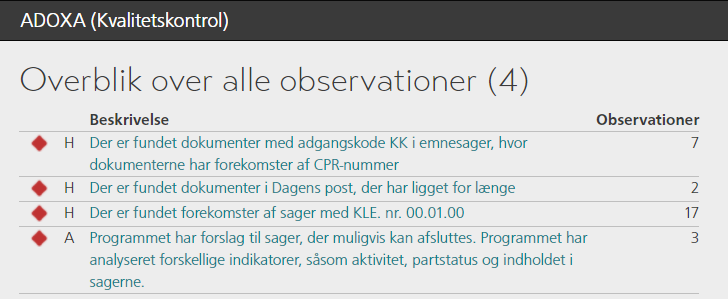 ADOXA (Kvalitetskontrol)
Overblik over alle observationer (4)
Beskrivelse Observationer
H Der er fundet dokumenter med adgangskode KK i emnesager, hvor 7
dokumenterne har forekomster af CPR-nummer
H Der er fundet dokumenter i Dagens post, der har ligget for længe 2
H Der er fundet forekomster af sager med KLE. nr. 00.01.00 17
A Programmet har forslag til sager, der muligvis kan afsluttes. Programmet har 3
analyseret forskellige indikatorer, såsom aktivitet, partstatus og indholdet i
sagerne.